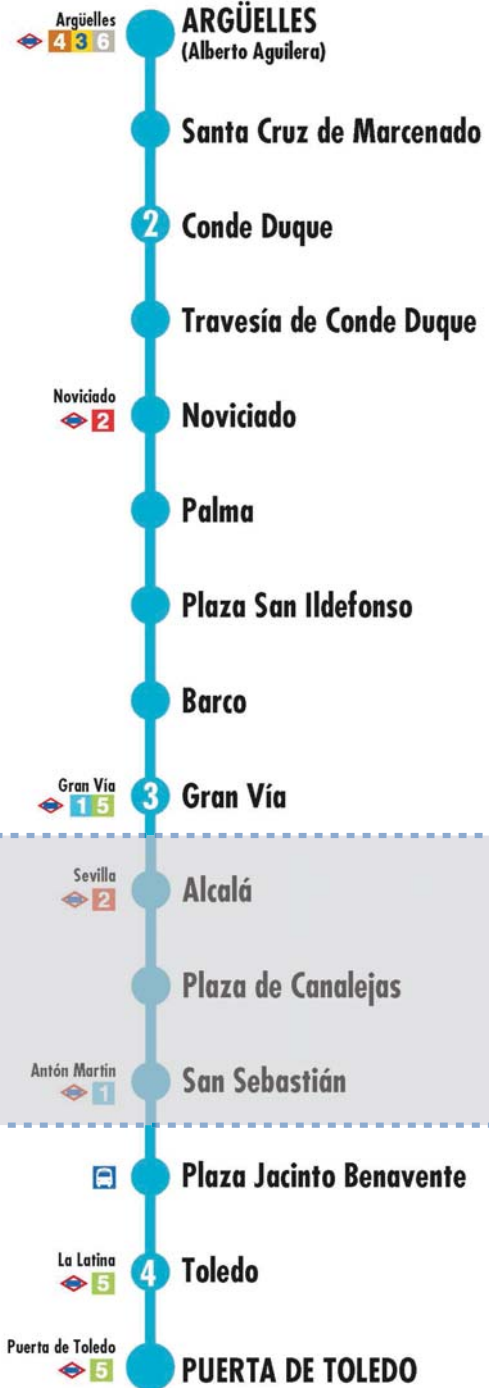 Argüelles
4 3 6
ARGÜELLES
(Alberto Aguilera)
Santa Cruz de Marcenado
2 Conde Duque
Travesía de Conde Duque
Noviciado
2
Noviciado
Palma
Plaza San Ildefonso
Barco
Gran Vía
1 5
3 Gran Vía
Sevilla
2
Alcalá
Plaza de Canalejas
Antón Martín
1
San Sebastián
Plaza Jacinto Benavente
La Latina
5
4 Toledo
Puerta de Toledo
5
PUERTA DE TOLEDO